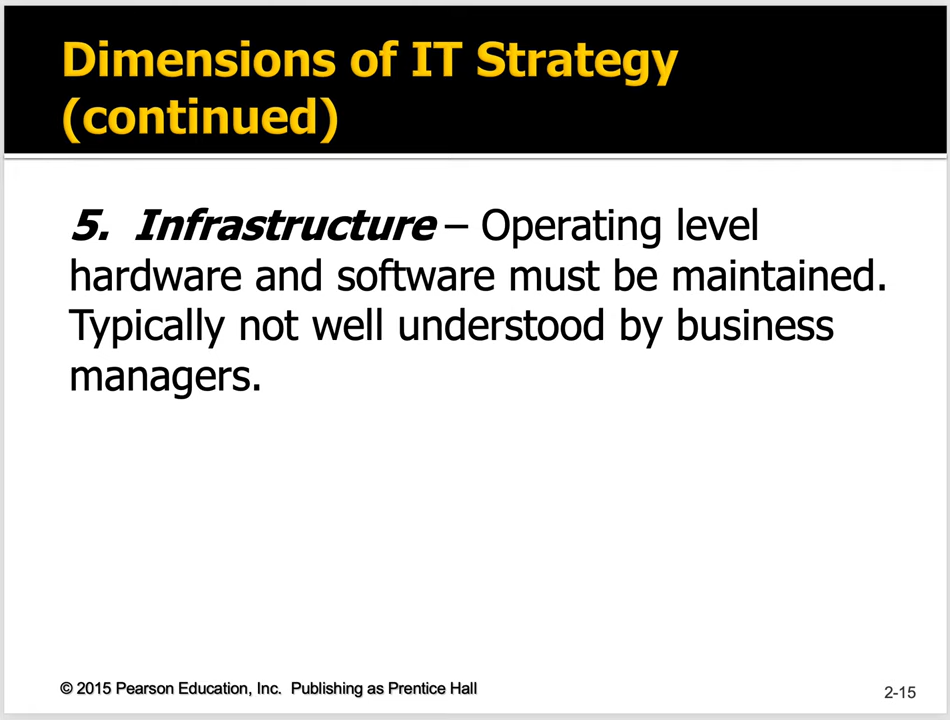 Dimensions of IT Strategy
(continued)
5. Infrastructure – Operating level
hardware and software must be maintained.
Typically not well understood by business
managers.
© 2015 Pearson Education, Inc. Publishing as Prentice Hall
2-15